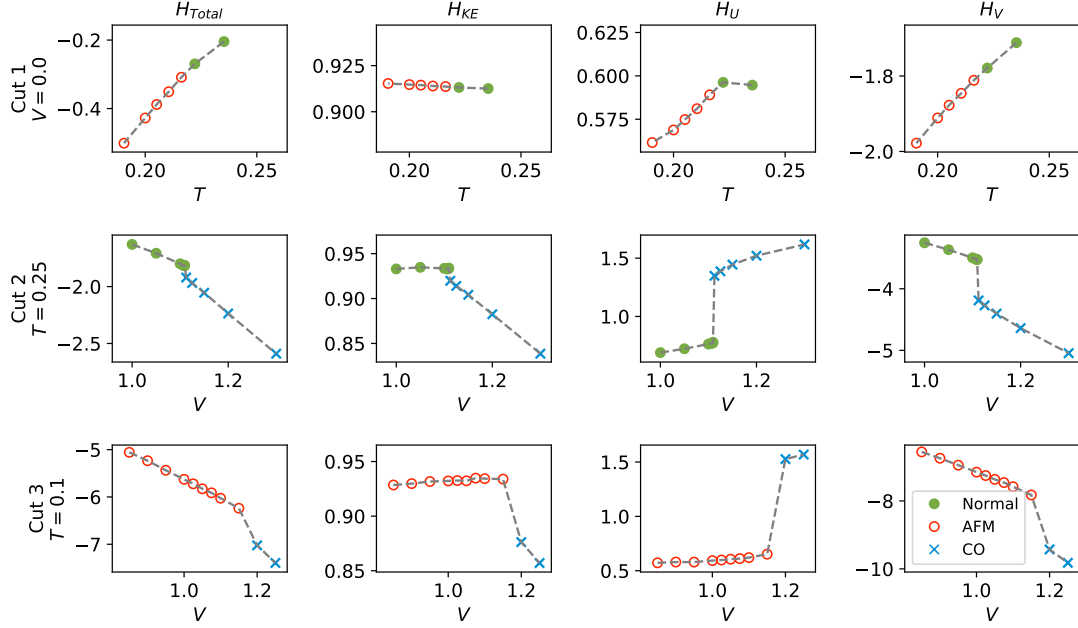 H_Total H_KE H_U H_V
Cut 1
V = 0.0
−0.2
−0.4
0.20 0.25
T
0.925
0.900
0.20 0.25
T
0.625
0.600
0.575
0.20 0.25
T
−1.8
−2.0
0.20 0.25
T
Cut 2
T = 0.25
−2.0
−2.5
1.0 1.2
V
0.95
0.90
0.85
1.0 1.2
V
1.5
1.0
1.0 1.2
V
−4
−5
1.0 1.2
V
Cut 3
T = 0.1
−5
−6
−7
1.0 1.2
V
0.95
0.90
0.85
1.0 1.2
V
1.5
1.0
0.5
1.0 1.2
V
−8
−10
1.0 1.2
V
Normal
AFM
CO